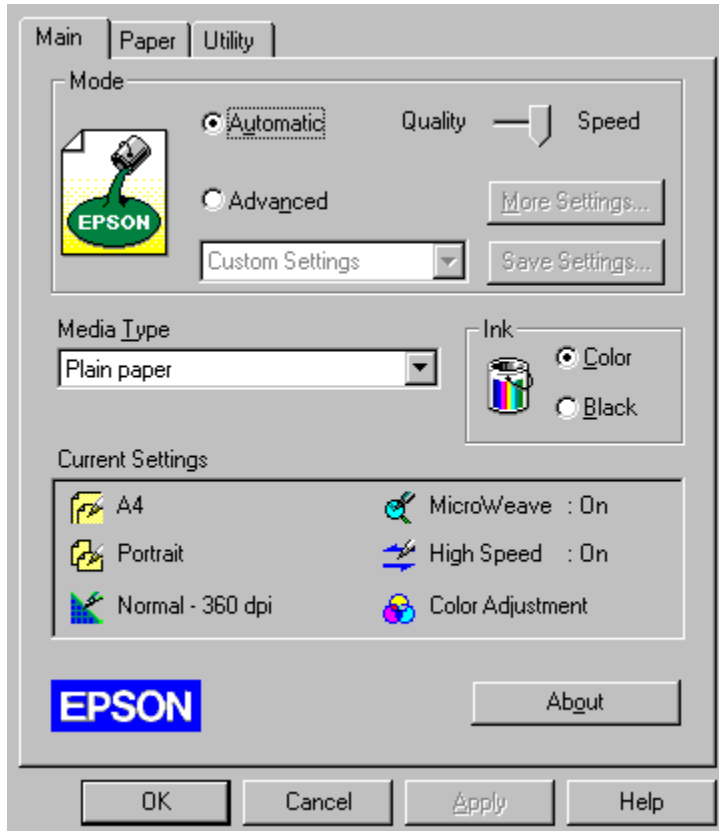 Main Paper Utility
Mode
Automatic Quality Speed
EPSON
Advanced More Settings...
Custom Settings Save Settings...
Media Type Ink
Plain paper Color
Black
Current Settings
A4 MicroWeave : On
Portrait High Speed : On
Normal - 360 dpi Color Adjustment
EPSON About
OK Cancel Apply Help